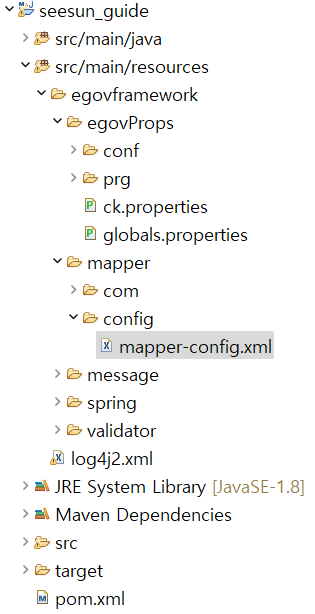 seesun_guide
src/main/java
src/main/resources
egovframework
egovProps
conf
prg
ck.properties
globals.properties
mapper
com
config
mapper-config.xml
message
spring
validator
log4j2.xml
JRE System Library [JavaSE-1.8]
Maven Dependencies
src
target
pom.xml